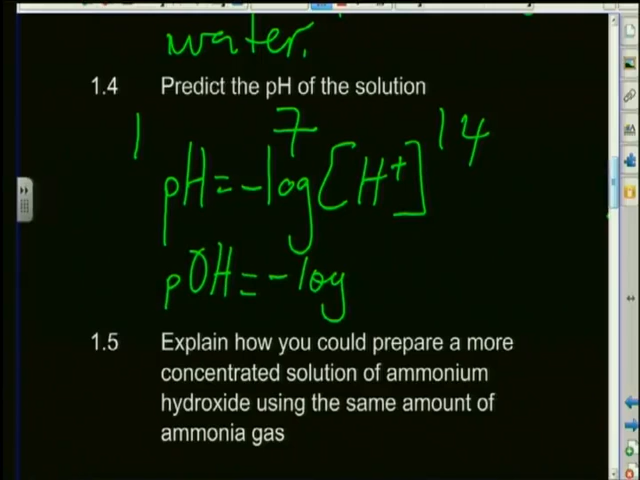 water.
1.4 Predict the pH of the solution
1 7 14
pH = -log [H+]
pOH = -log
1.5 Explain how you could prepare a more
concentrated solution of ammonium
hydroxide using the same amount of
ammonia gas